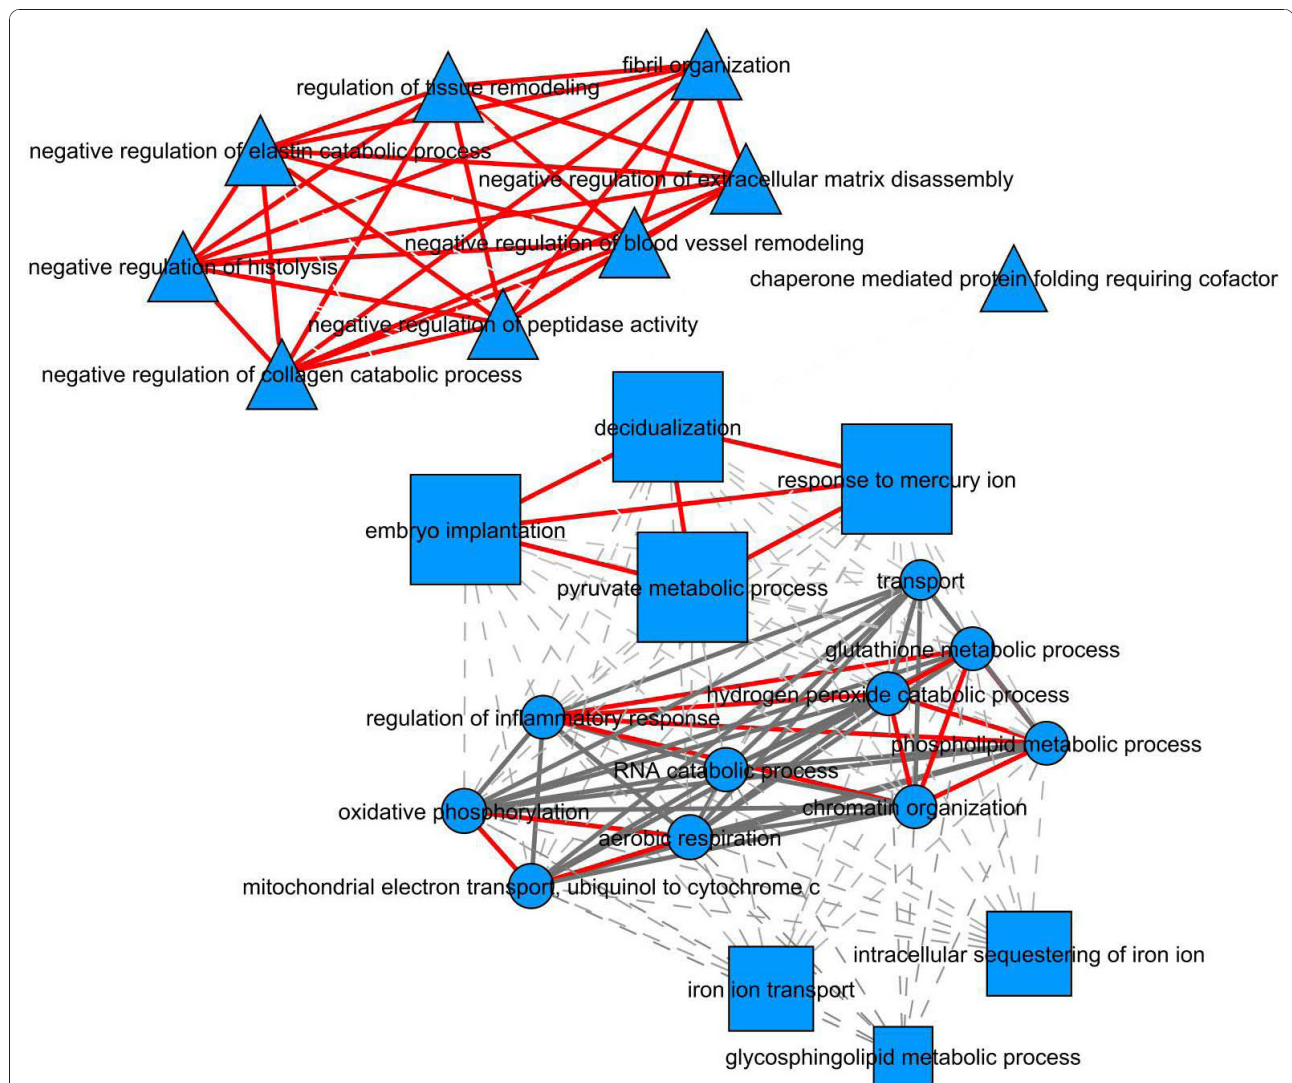 fibril organization
regulation of tissue remodeling
negative regulation of elastin catabolic process
negative regulation of extracellular matrix disassembly
negative regulation of blood vessel remodeling
negative regulation of histolysis
chaperone mediated protein folding requiring cofactor
negative regulation of peptidase activity
negative regulation of collagen catabolic process
decidualization
response to mercury ion
embryo implantation
transport
pyruvate metabolic process
glutathione metabolic process
hydrogen peroxide catabolic process
regulation of inflammatory response
phospholipid metabolic process
RNA catabolic process
chromatin organization
oxidative phosphorylation
aerobic respiration
mitochondrial electron transport, ubiquinol to cytochrome c
intracellular sequestering of iron ion
iron ion transport
glycosphingolipid metabolic process